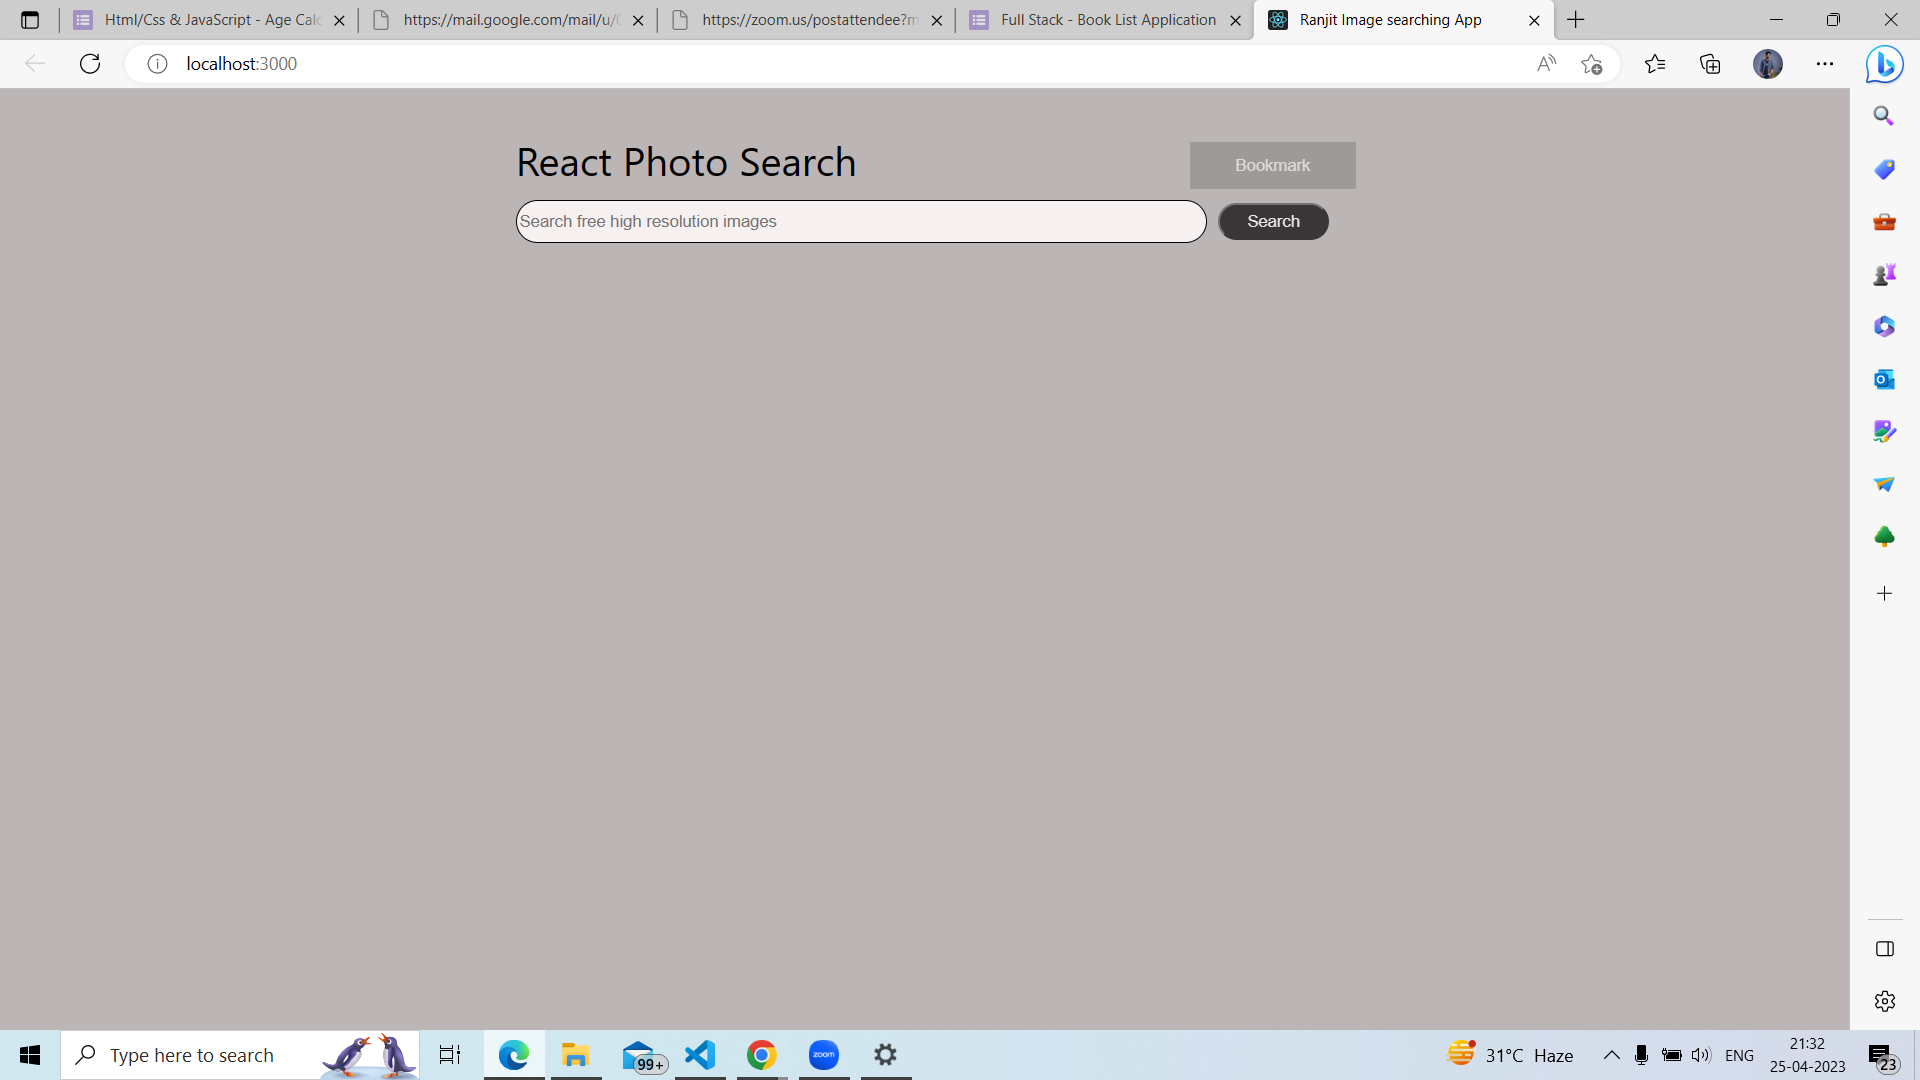 Html/Css & JavaScript - Age Calc
https://mail.google.com/mail/u/0
https://zoom.us/postattendee?m
Full Stack - Book List Application
Ranjit Image searching App
localhost:3000
React Photo Search
Bookmark
Search free high resolution images
Search
Type here to search
99+
zoom
31°C Haze
ENG
21:32
25-04-2023
23